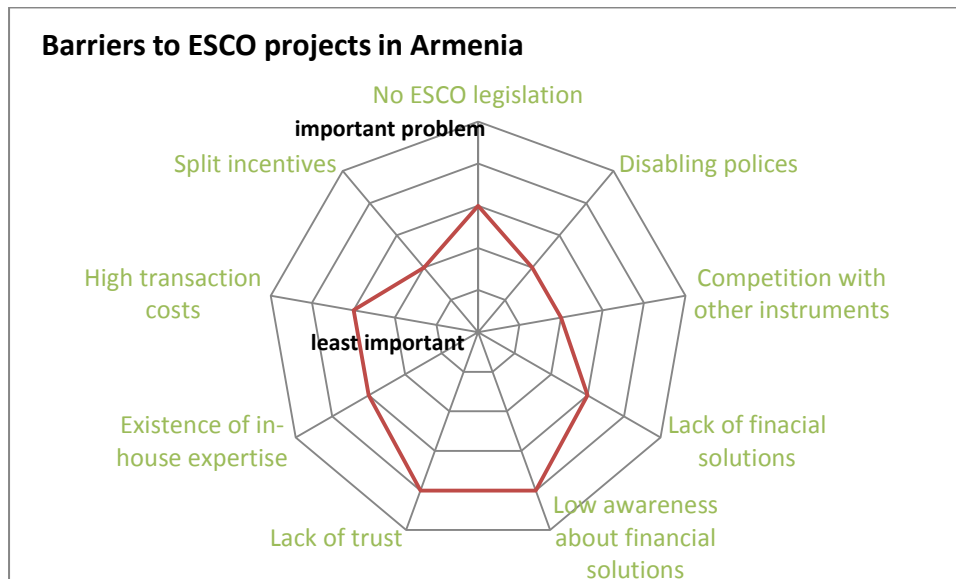 Barriers to ESCO projects in Armenia
No ESCO legislation
important problem
Split incentives
Disabling polices
High transaction
costs
Competition with
other instruments
least important
Existence of in-
house expertise
Lack of finacial
solutions
Lack of trust
Low awareness
about financial
solutions